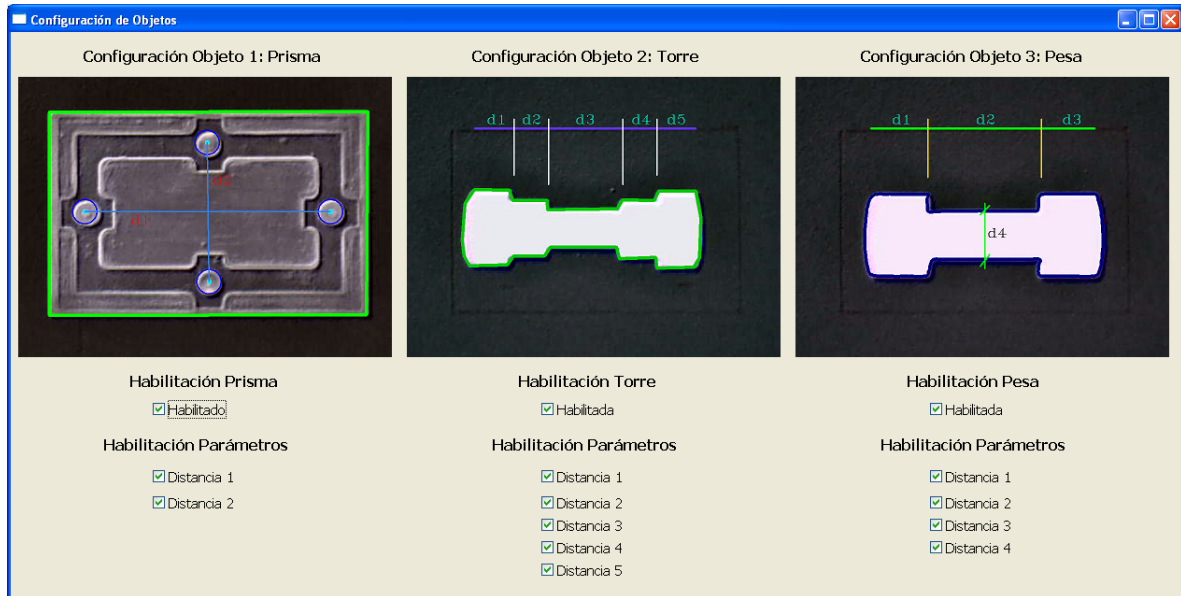 Configuración de Objetos
Configuración Objeto 1: Prisma
d2
d1
Habilitación Prisma
Habilitado
Habilitación Parámetros
Distancia 1
Distancia 2
Configuración Objeto 2: Torre
d1 d2 d3 d4 d5
Habilitación Torre
Habilitada
Habilitación Parámetros
Distancia 1
Distancia 2
Distancia 3
Distancia 4
Distancia 5
Configuración Objeto 3: Pesa
d1 d2 d3
d4
Habilitación Pesa
Habilitada
Habilitación Parámetros
Distancia 1
Distancia 2
Distancia 3
Distancia 4